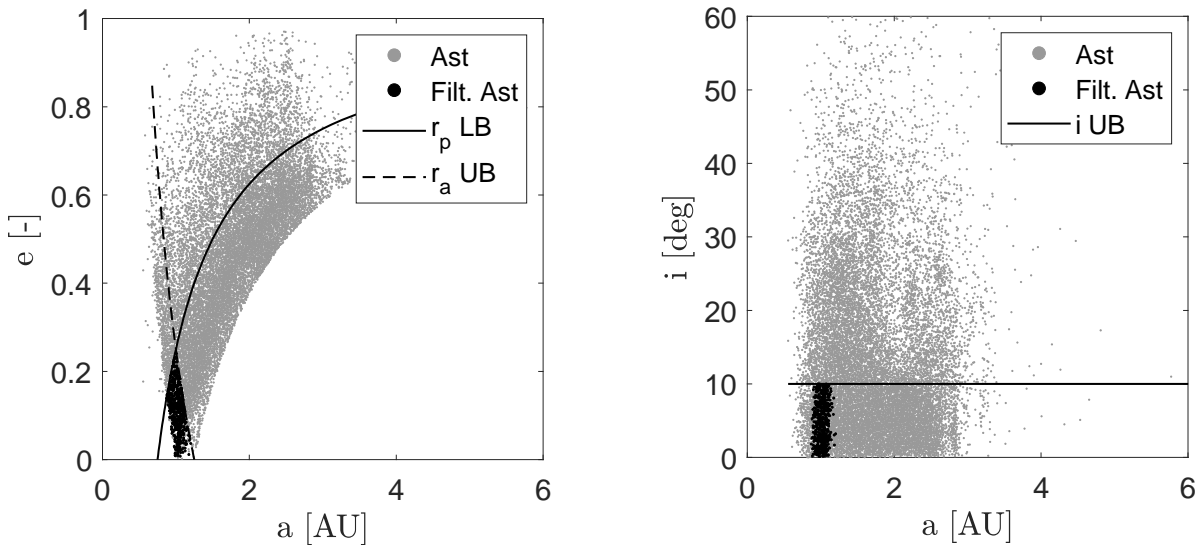 1
0.8
0.6
0.4
0.2
0
0 2 4 6
e [-]
a [AU]
Ast
Filt. Ast
r_p LB
r_a UB
60
50
40
30
20
10
0
0 2 4 6
i [deg]
a [AU]
Ast
Filt. Ast
i UB